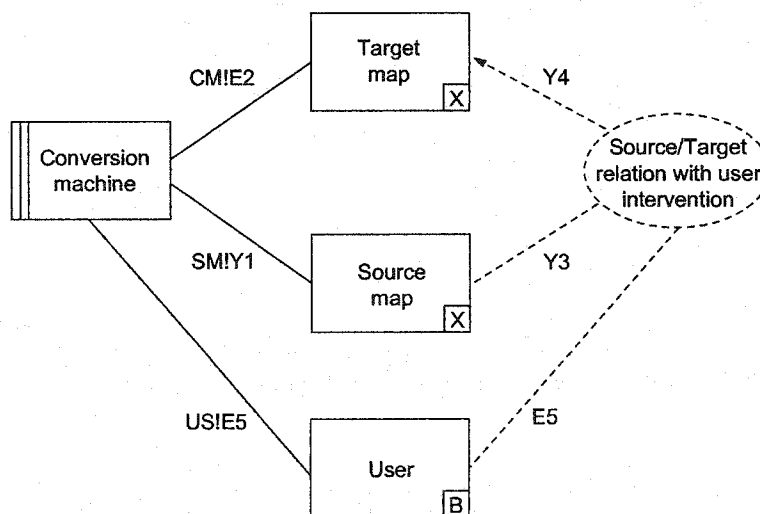 Target
map
X
CM!E2
Y4
Conversion
machine
Source/Target
relation with user
intervention
SM!Y1
Source
map
X
Y3
US!E5
User
B
E5